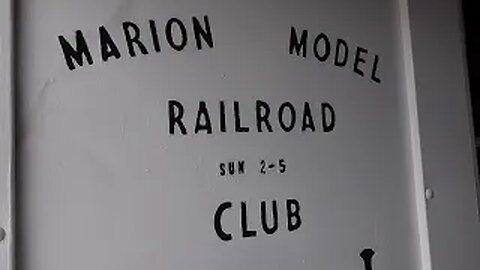 MARION MODEL
RAILROAD
SUN 2-5
CLUB